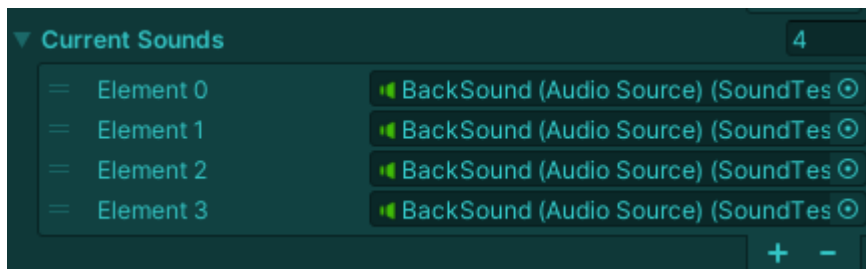 Current Sounds 4
Element 0 BackSound (Audio Source) (SoundTes
Element 1 BackSound (Audio Source) (SoundTes
Element 2 BackSound (Audio Source) (SoundTes
Element 3 BackSound (Audio Source) (SoundTes
+ -